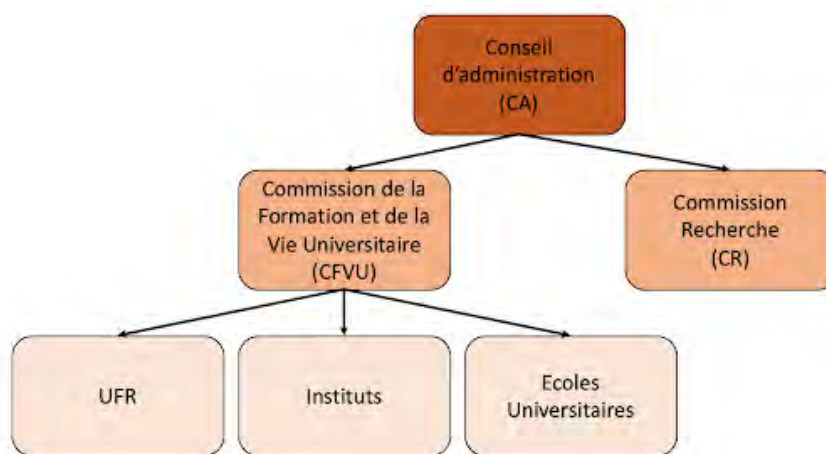 Conseil
d'administration
(CA)
Commission de la
Formation et de la
Vie Universitaire
(CFVU)
Commission
Recherche
(CR)
UFR
Instituts
Ecoles
Universitaires